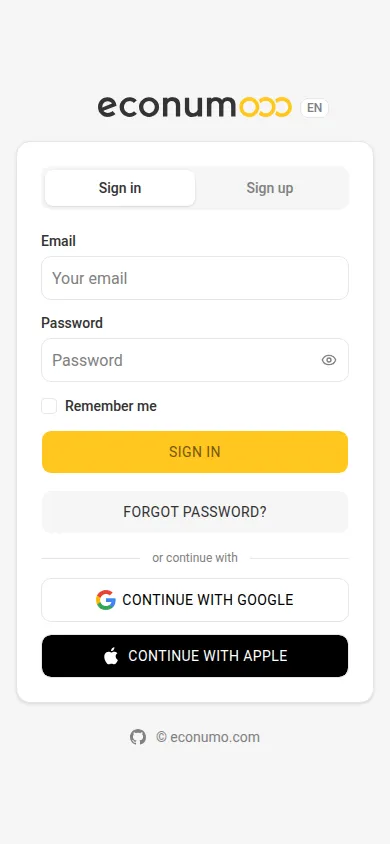 econumo
EN
Sign in
Sign up
Email
Your email
Password
Password
Remember me
SIGN IN
FORGOT PASSWORD?
or continue with
CONTINUE WITH GOOGLE
CONTINUE WITH APPLE
© econumo.com